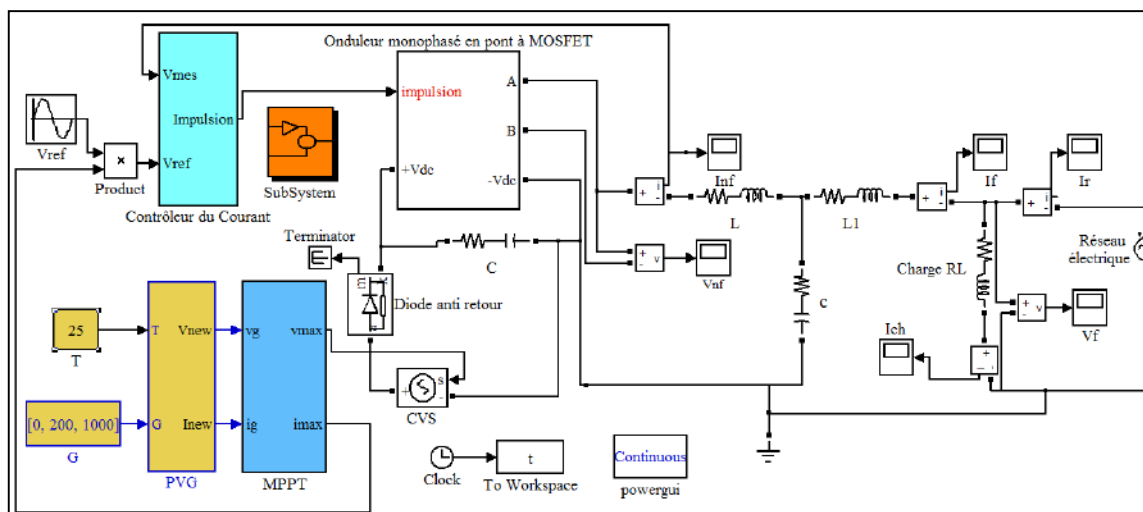 Onduleur monophasé en pont à MOSFET
Vmes
Impulsion
Vref
Contrôleur du Courant
Vref
×
Product
SubSystem
impulsion
A
B
+Vdc
-Vdc
Inf
If
Ir
+
i
-
L
L1
+
i
-
+
i
-
Réseau
électrique
Terminator
C
m
k
a
Diode anti retour
+
-
v
Vnf
c
Charge RL
+
-
v
Vf
Ich
+
-
i
25
T
T
Vnew
G
Inew
PVG
vg
vmax
ig
imax
MPPT
[0, 200, 1000]
G
+
s
-
CVS
Clock
t
To Workspace
Continuous
powergui